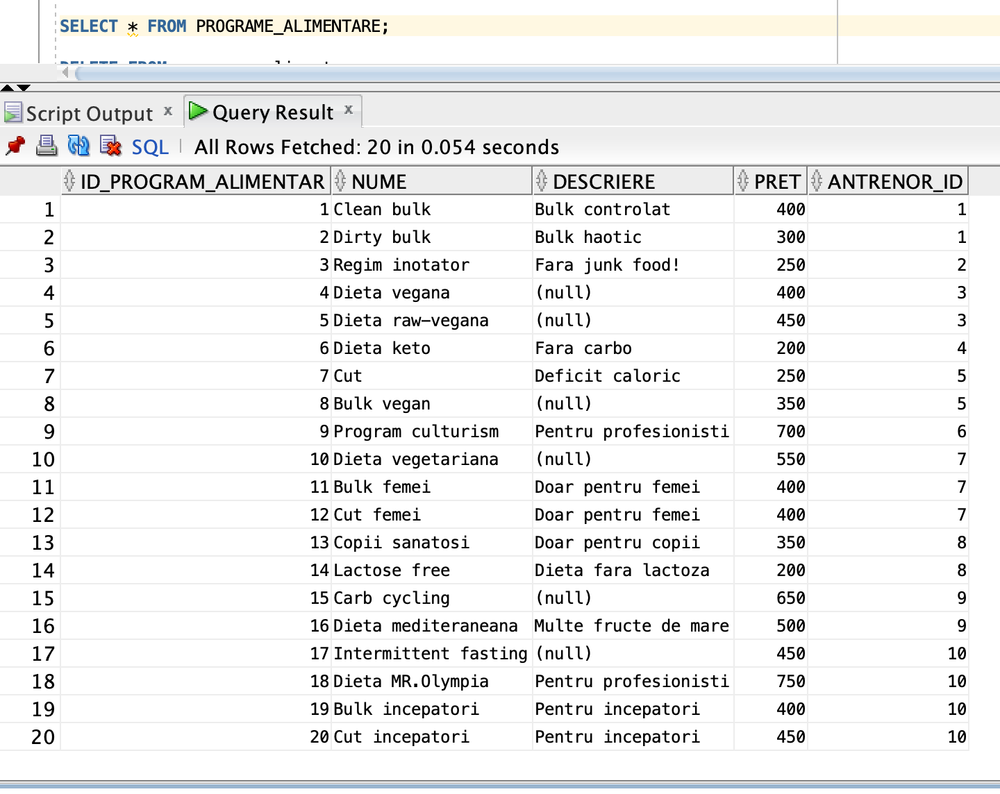 SELECT * FROM PROGRAME_ALIMENTARE;
DELETE FROM
Script Output x Query Result x
SQL | All Rows Fetched: 20 in 0.054 seconds
ID_PROGRAM_ALIMENTAR NUME DESCRIERE PRET ANTRENOR_ID
1 1 Clean bulk Bulk controlat 400 1
2 2 Dirty bulk Bulk haotic 300 1
3 3 Regim inotator Fara junk food! 250 2
4 4 Dieta vegana (null) 400 3
5 5 Dieta raw-vegana (null) 450 3
6 6 Dieta keto Fara carbo 200 4
7 7 Cut Deficit caloric 250 5
8 8 Bulk vegan (null) 350 5
9 9 Program culturism Pentru profesionisti 700 6
10 10 Dieta vegetariana (null) 550 7
11 11 Bulk femei Doar pentru femei 400 7
12 12 Cut femei Doar pentru femei 400 7
13 13 Copii sanatosi Doar pentru copii 350 8
14 14 Lactose free Dieta fara lactoza 200 8
15 15 Carb cycling (null) 650 9
16 16 Dieta mediteraneana Multe fructe de mare 500 9
17 17 Intermittent fasting (null) 450 10
18 18 Dieta MR.Olympia Pentru profesionisti 750 10
19 19 Bulk incepatori Pentru incepatori 400 10
20 20 Cut incepatori Pentru incepatori 450 10